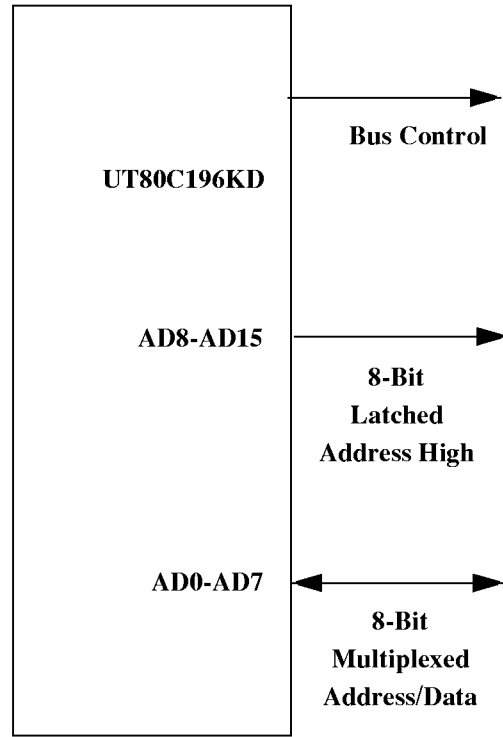 Bus Control
UT80C196KD
AD8-AD15
8-Bit
Latched
Address High
AD0-AD7
8-Bit
Multiplexed
Address/Data